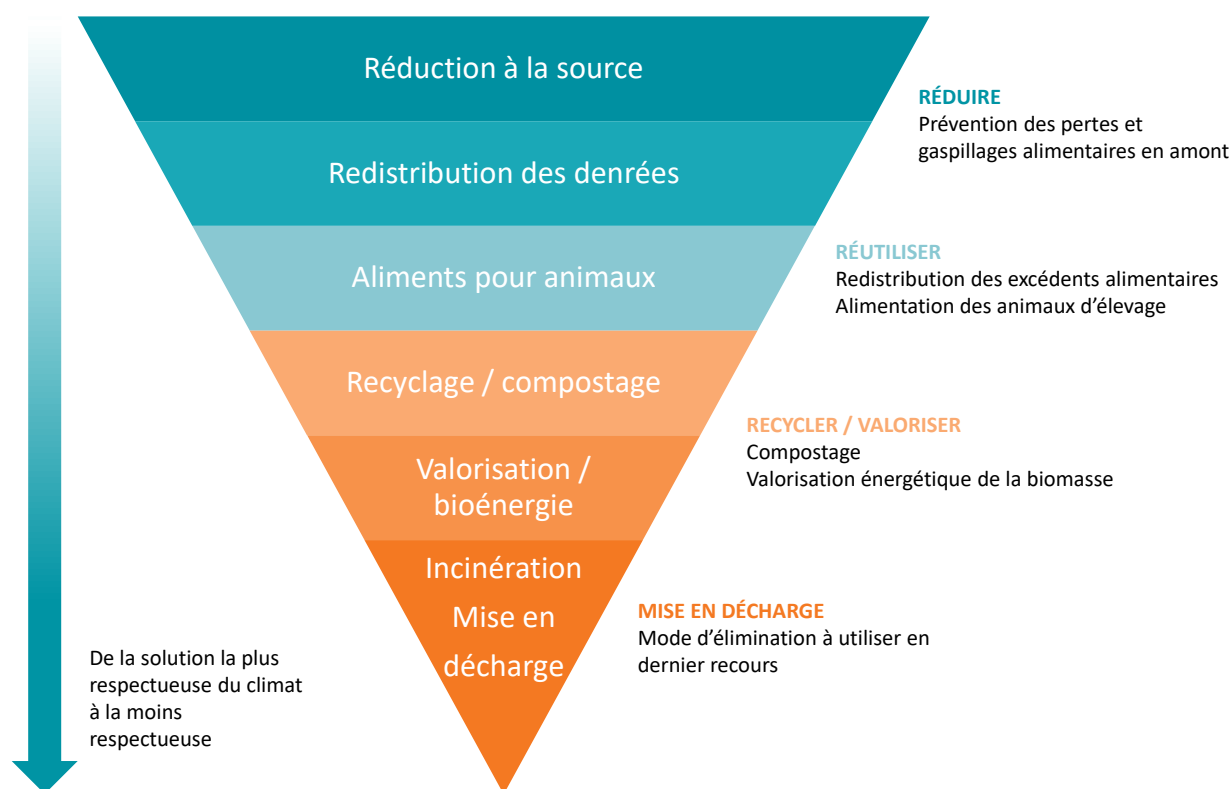 Réduction à la source
RÉDUIRE
Prévention des pertes et
gaspillages alimentaires en amont
Redistribution des denrées
RÉUTILISER
Redistribution des excédents alimentaires
Alimentation des animaux d’élevage
Aliments pour animaux
Recyclage / compostage
RECYCLER / VALORISER
Compostage
Valorisation énergétique de la biomasse
Valorisation /
bioénergie
Incinération
Mise en
décharge
MISE EN DÉCHARGE
Mode d’élimination à utiliser en
dernier recours
De la solution la plus
respectueuse du climat
à la moins
respectueuse